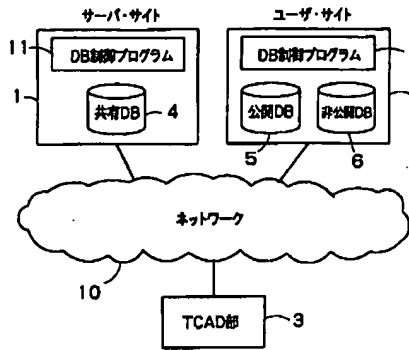 サーバ・サイト
ユーザ・サイト
11
DB制御プログラム
DB制御プログラム
1
共有DB
4
公開DB
非公開DB
5
6
ネットワーク
10
TCAD部
3